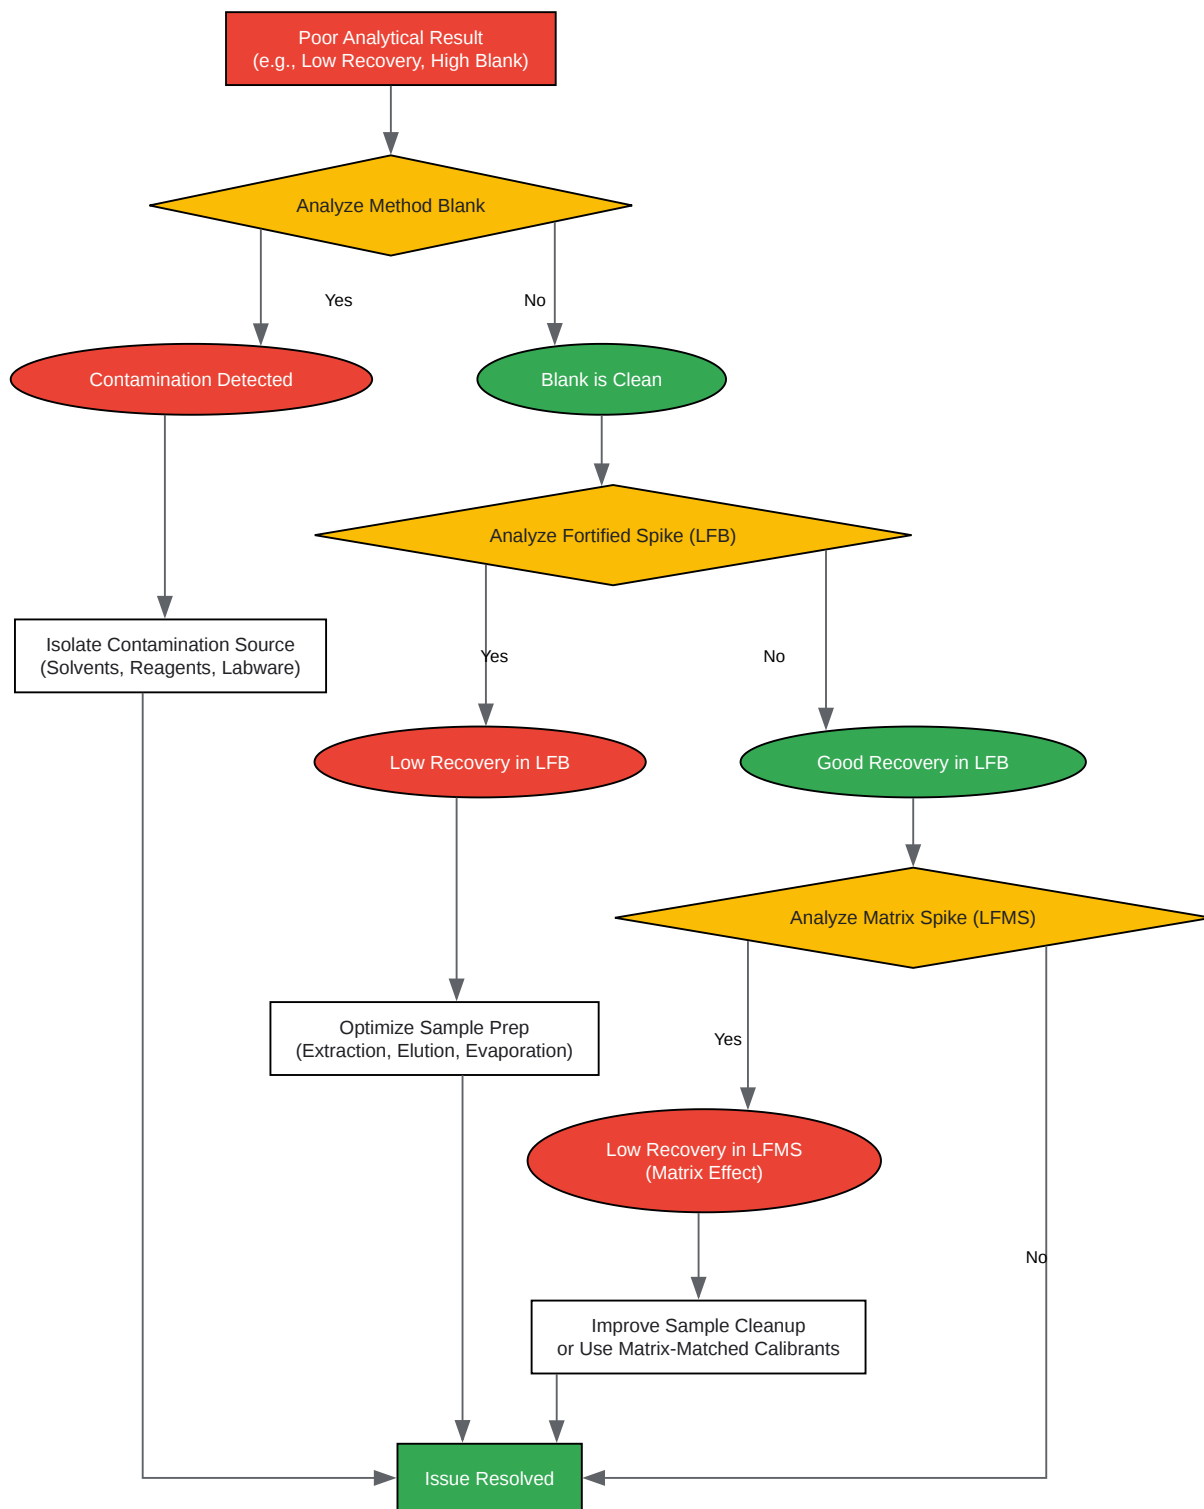 Poor Analytical Result
(e.g., Low Recovery, High Blank)
Analyze Method Blank
Yes
No
Contamination Detected
Blank is Clean
Analyze Fortified Spike (LFB)
Isolate Contamination Source
(Solvents, Reagents, Labware)
Yes
No
Low Recovery in LFB
Good Recovery in LFB
Analyze Matrix Spike (LFMS)
Optimize Sample Prep
(Extraction, Elution, Evaporation)
Yes
Low Recovery in LFMS
(Matrix Effect)
No
Improve Sample Cleanup
or Use Matrix-Matched Calibrants
Issue Resolved